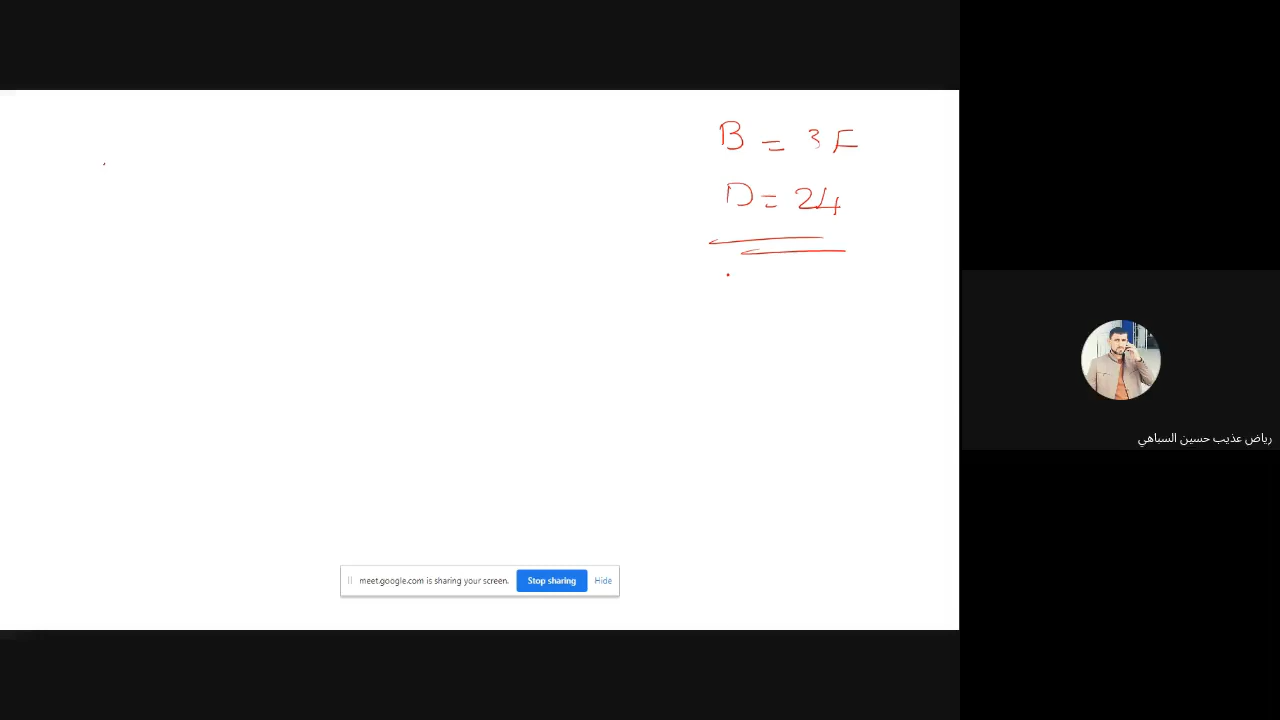 B = 3F
D = 24
رياض عذيب حسين السباهي
meet.google.com is sharing your screen. Stop sharing Hide